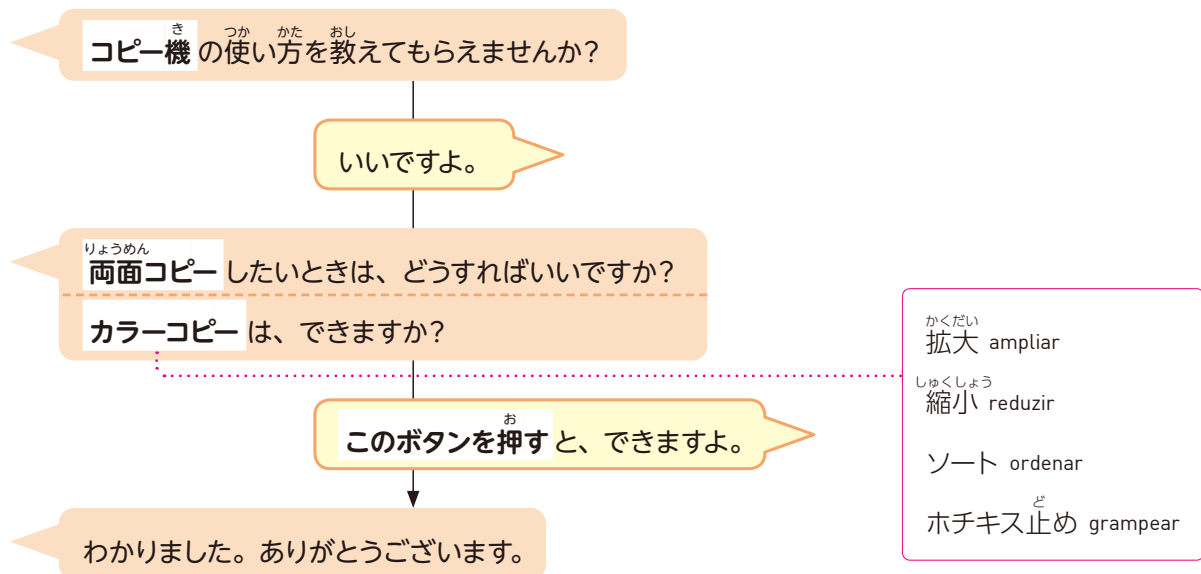 コピー機の使い方を教えてもらえませんか？
いいですよ。
両面コピーしたいときは、どうすればいいですか？
カラーコピーは、できますか？
このボタンを押すと、できますよ。
わかりました。ありがとうございます。
拡大 ampliar
縮小 reduzir
ソート ordenar
ホチキス止め grampear